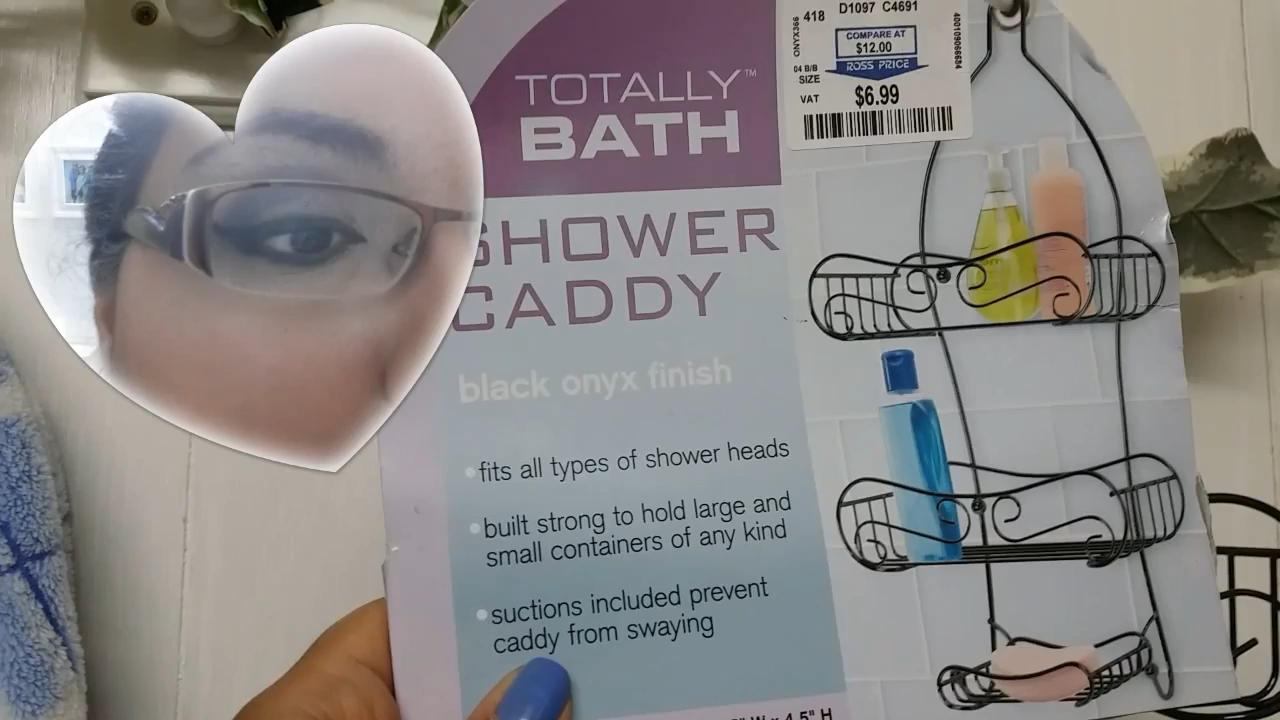 TOTALLY™
BATH
SHOWER
CADDY
black onyx finish
• fits all types of shower heads
• built strong to hold large and
small containers of any kind
• suctions included prevent
caddy from swaying
W x 4.5" H
418 D1097 C4691
COMPARE AT
$12.00
ROSS PRICE
$6.99
04 B/B
SIZE
VAT